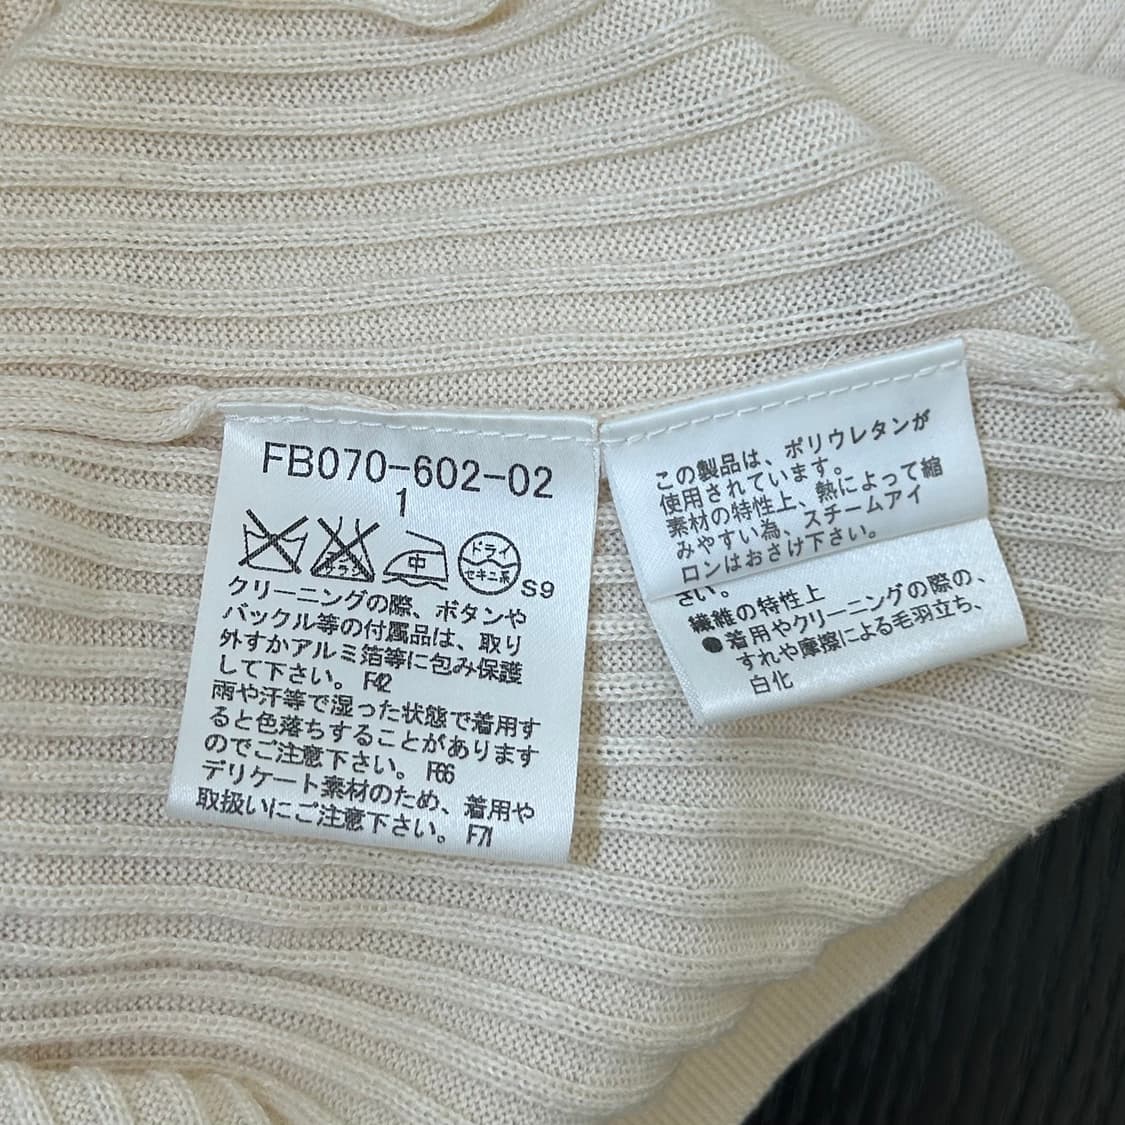 FB070-602-02
1
エンソ
サラシ
中
ドライ
セキユ系
S9
クリーニングの際、ボタンや
バックル等の付属品は、取り
外すかアルミ箔等に包み保護
して下さい。 F42
雨や汗等で湿った状態で着用す
ると色落ちすることがあります
のでご注意下さい。 F66
デリケート素材のため、着用や
取扱いにご注意下さい。 F71
この製品は、ポリウレタンが
使用されています。
素材の特性上、熱によって縮
みやすい為、スチームアイ
ロンはおさけ下さい。
さい。
繊維の特性上
●着用やクリーニングの際の、
すれや摩擦による毛羽立ち、
白化